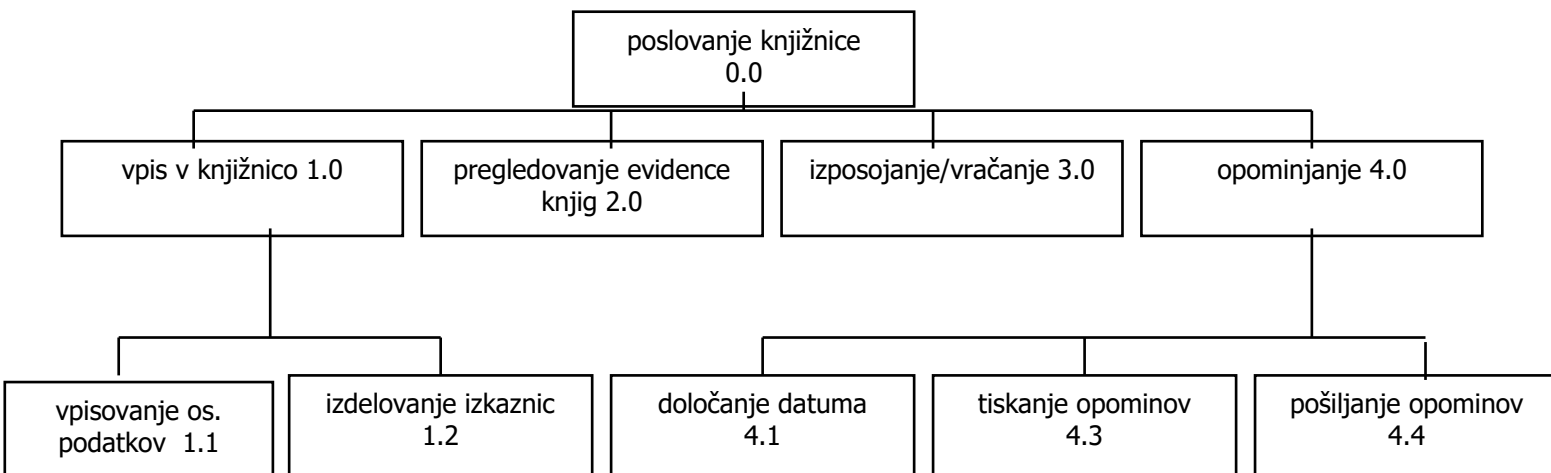 poslovanje knjižnice
0.0
vpis v knjižnico 1.0
pregledovanje evidence
knjig 2.0
izposojanje/vračanje 3.0
opominjanje 4.0
vpisovanje os.
podatkov 1.1
izdelovanje izkaznic
1.2
določanje datuma
4.1
tiskanje opominov
4.3
pošiljanje opominov
4.4